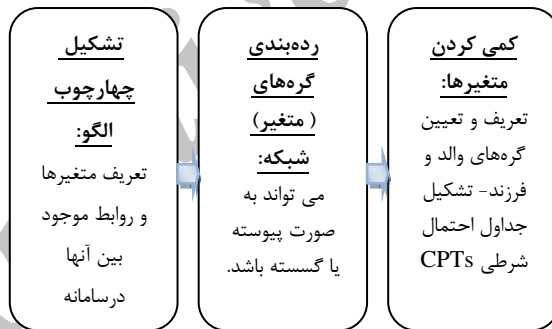 تشکیل
چهارچوب
الگو:
تعریف متغیرها
و روابط موجود
بین آنها
درسامانه
رده‌بندی
گره‌های
( متغیر)
شبکه:
می تواند به
صورت پیوسته
یا گسسته باشد.
کمی کردن
متغیرها:
تعریف و تعیین
گره‌های والد و
فرزند- تشکیل
جداول احتمال
شرطی CPTs